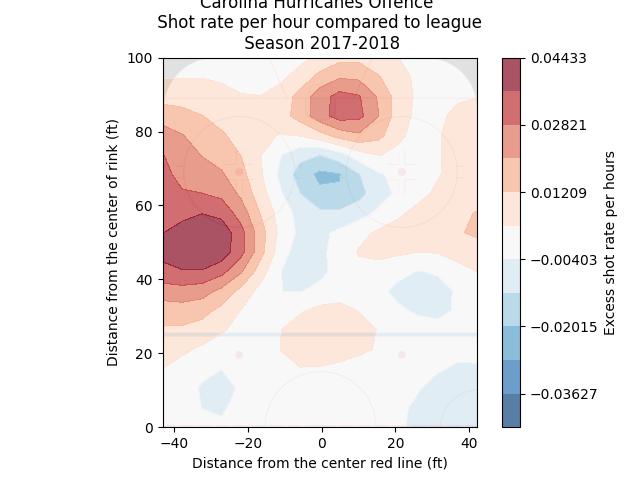 Carolina Hurricanes Offence
Shot rate per hour compared to league
Season 2017-2018
100
80
60
40
20
0
Distance from the center of rink (ft)
−40
−20
0
20
40
Distance from the center red line (ft)
0.04433
0.02821
0.01209
−0.00403
−0.02015
−0.03627
Excess shot rate per hours